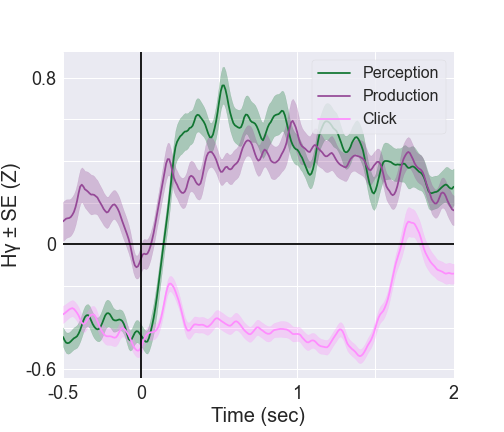 Perception
Production
Click
0.8
0
-0.6
Hγ ± SE (Z)
-0.5
0
1
2
Time (sec)